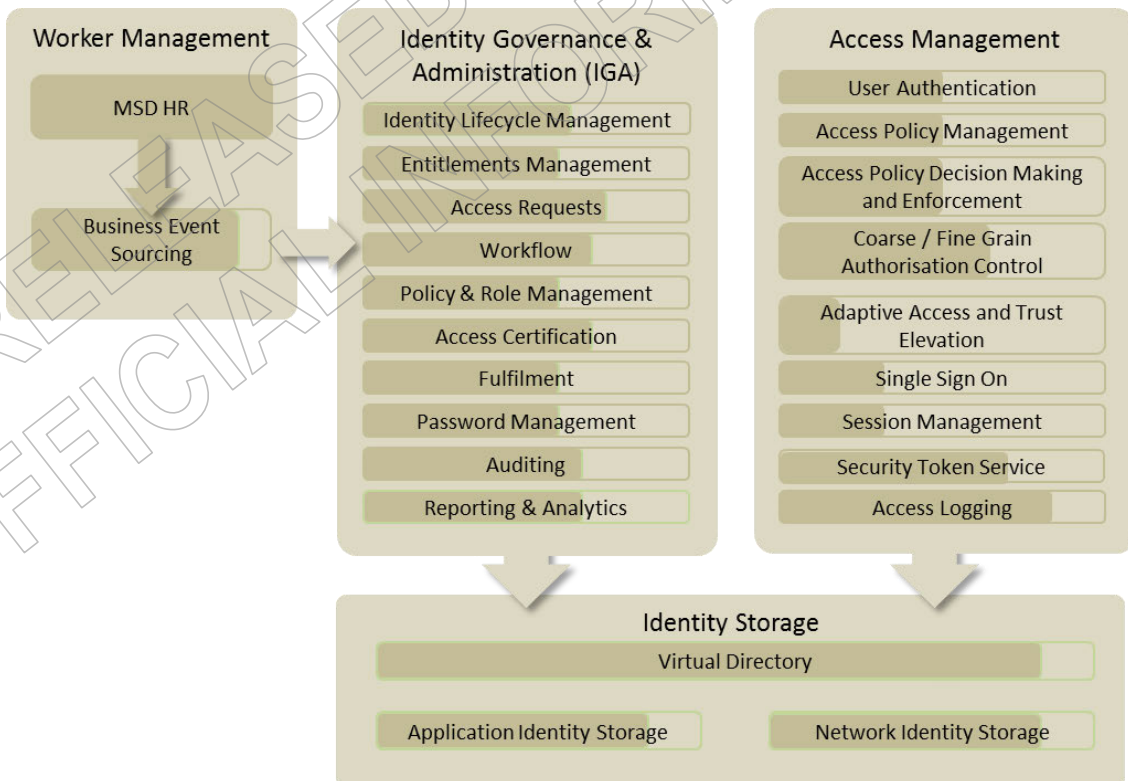 Worker Management
MSD HR
Business Event
Sourcing
Identity Governance &
Administration (IGA)
Identity Lifecycle Management
Entitlements Management
Access Requests
Workflow
Policy & Role Management
Access Certification
Fulfilment
Password Management
Auditing
Reporting & Analytics
Access Management
User Authentication
Access Policy Management
Access Policy Decision Making
and Enforcement
Coarse / Fine Grain
Authorisation Control
Adaptive Access and Trust
Elevation
Single Sign On
Session Management
Security Token Service
Access Logging
Identity Storage
Virtual Directory
Application Identity Storage
Network Identity Storage
RELEASED
OFFICIAL INFORM